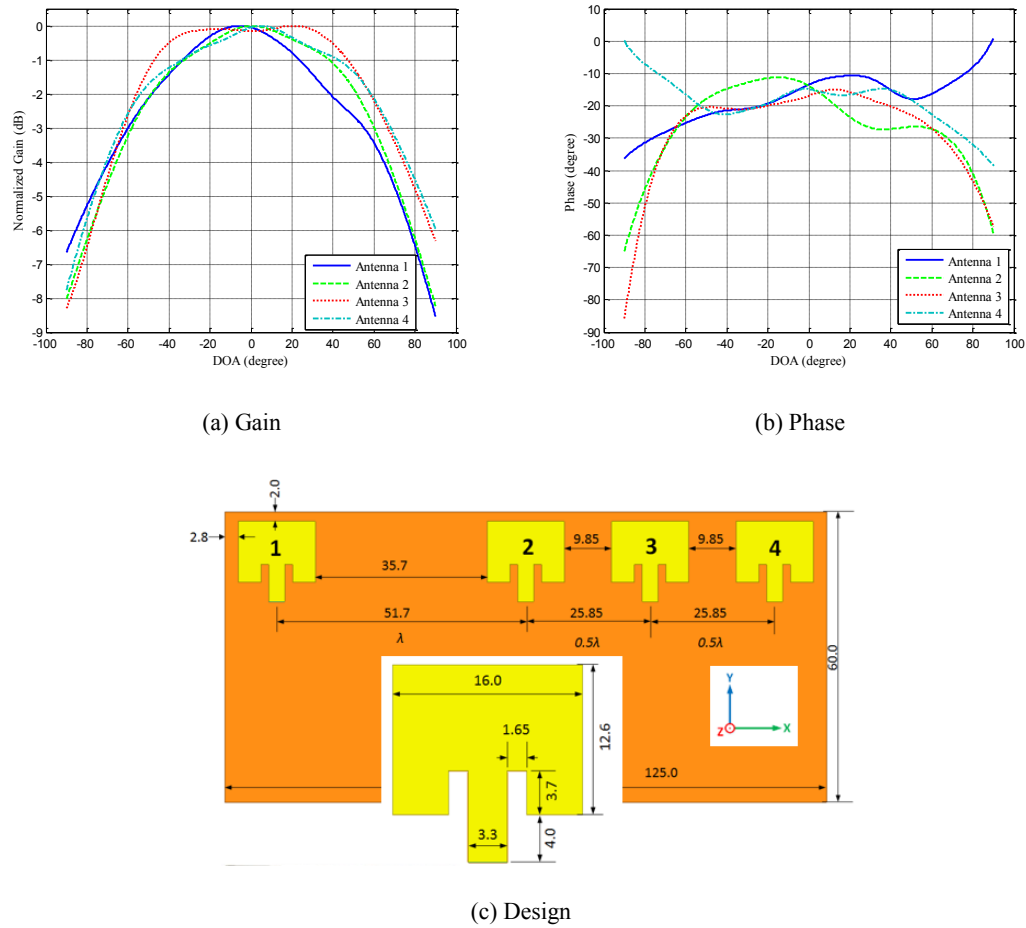 0
-1
-2
-3
-4
-5
-6
-7
-8
-9
Normalized Gain (dB)
-100 -80 -60 -40 -20 0 20 40 60 80 100
DOA (degree)
Antenna 1
Antenna 2
Antenna 3
Antenna 4
(a) Gain
10
0
-10
-20
-30
-40
-50
-60
-70
-80
-90
Phase (degree)
-100 -80 -60 -40 -20 0 20 40 60 80 100
DOA (degree)
Antenna 1
Antenna 2
Antenna 3
Antenna 4
(b) Phase
2.0
2.8
1 2 3 4
35.7 9.85 9.85
51.7 25.85 25.85
λ 0.5λ 0.5λ
60.0
16.0
1.65
12.6
3.7
3.3
4.0
Y
Z X
125.0
(c) Design